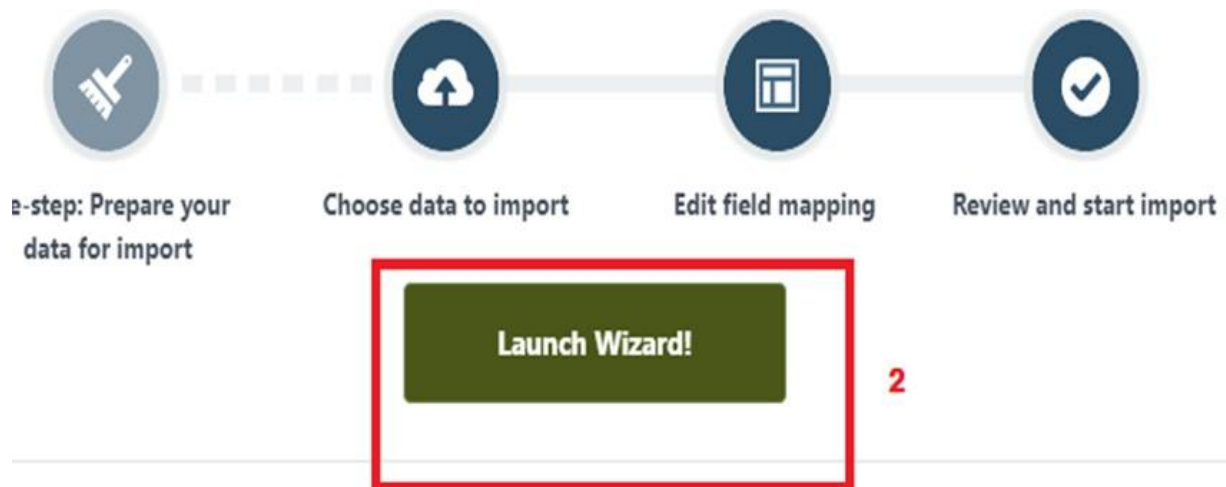 e-step: Prepare your
data for import
Choose data to import
Edit field mapping
Review and start import
Launch Wizard!
2